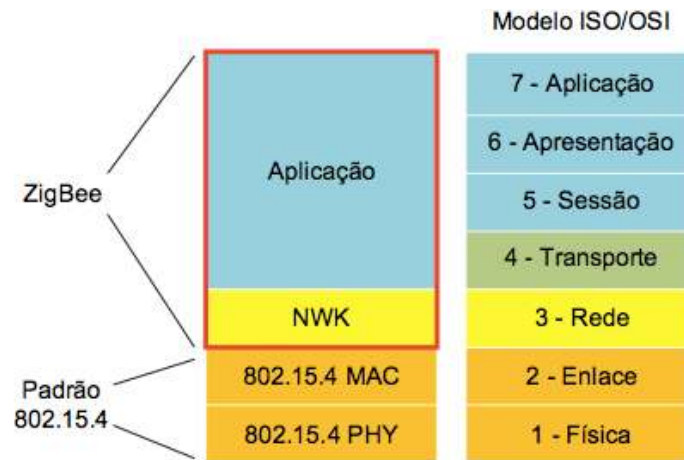 Modelo ISO/OSI
7 - Aplicação
6 - Apresentação
Aplicação
ZigBee
5 - Sessão
4 - Transporte
NWK
3 - Rede
802.15.4 MAC
2 - Enlace
Padrão
802.15.4
802.15.4 PHY
1 - Física